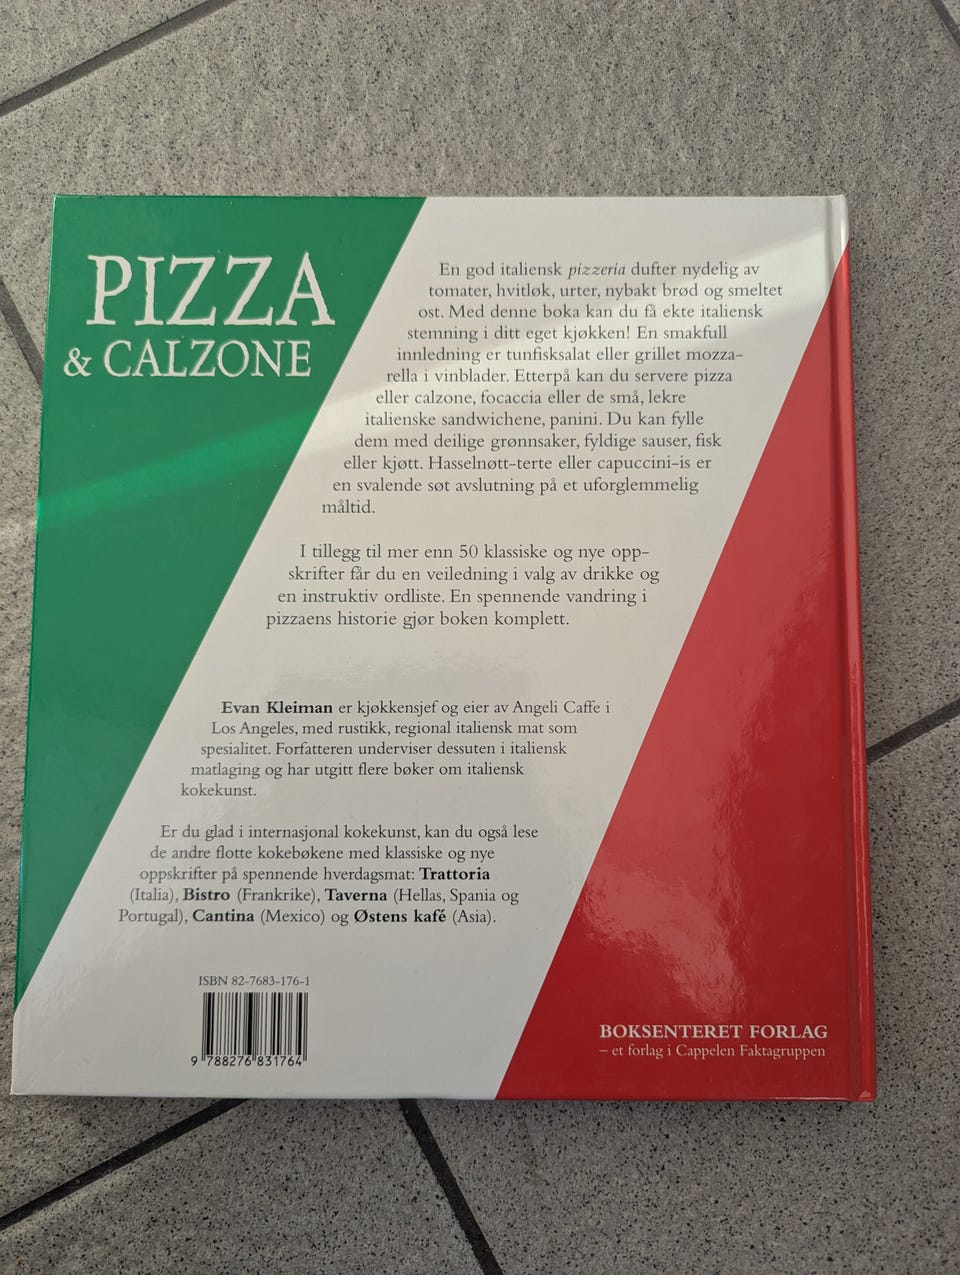 PIZZA
& CALZONE
En god italiensk pizzeria dufter nydelig av
tomater, hvitløk, urter, nybakt brød og smeltet
ost. Med denne boka kan du få ekte italiensk
stemning i ditt eget kjøkken! En smakfull
innledning er tunfisksalat eller grillet mozza-
rella i vinblader. Etterpå kan du servere pizza
eller calzone, focaccia eller de små, lekre
italienske sandwichene, panini. Du kan fylle
dem med deilige grønnsaker, fyldige sauser, fisk
eller kjøtt. Hasselnøtt-terte eller capuccini-is er
en svalende søt avslutning på et uforglemmelig
måltid.
I tillegg til mer enn 50 klassiske og nye opp-
skrifter får du en veiledning i valg av drikke og
en instruktiv ordliste. En spennende vandring i
pizzaens historie gjør boken komplett.
Evan Kleiman er kjøkkensjef og eier av Angeli Caffe i
Los Angeles, med rustikk, regional italiensk mat som
spesialitet. Forfatteren underviser dessuten i italiensk
matlaging og har utgitt flere bøker om italiensk
kokekunst.
Er du glad i internasjonal kokekunst, kan du også lese
de andre flotte kokebøkene med klassiske og nye
oppskrifter på spennende hverdagsmat: Trattoria
(Italia), Bistro (Frankrike), Taverna (Hellas, Spania og
Portugal), Cantina (Mexico) og Østens kafé (Asia).
ISBN 82-7683-176-1
9 788276 831764
BOKSENTERET FORLAG
– et forlag i Cappelen Faktagruppen